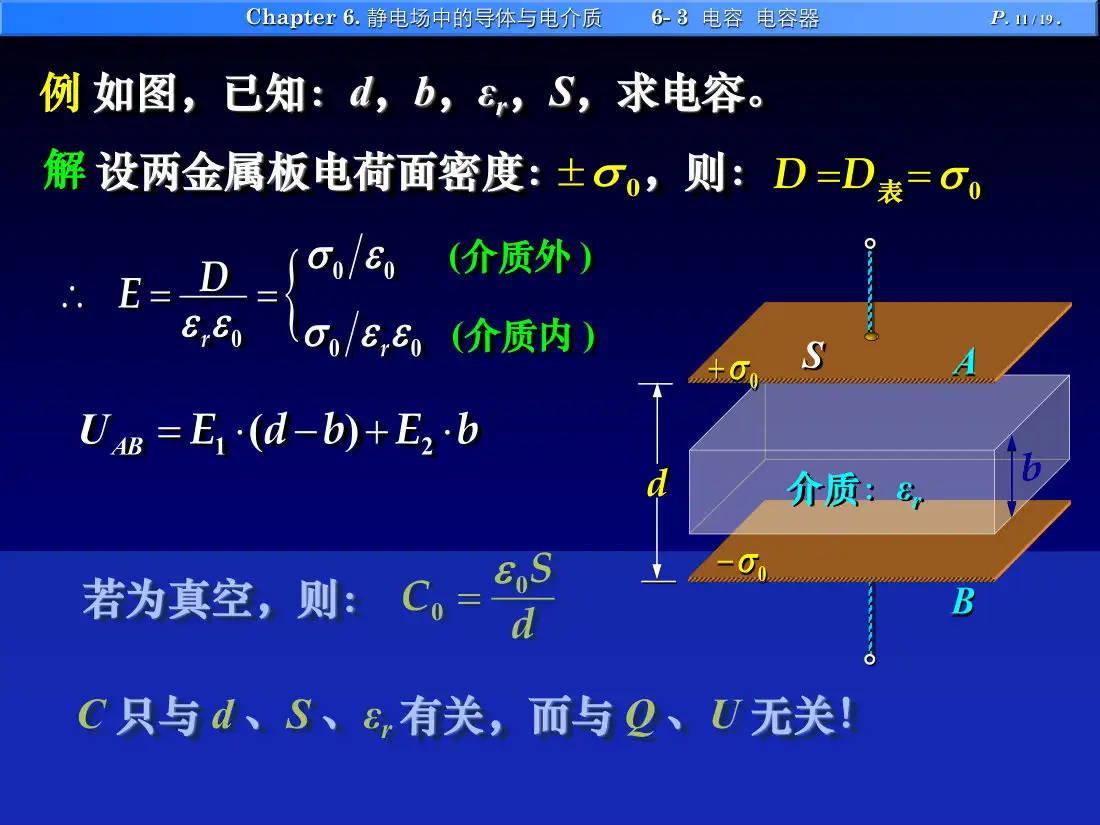 Chapter 6. 静电场中的导体与电介质 6-3 电容 电容器 P. 11 / 19 .
例 如图，已知：d，b，εr，S，求电容。
解 设两金属板电荷面密度：±σ0，则：D =D表=σ0
∴ E = D/(εrε0) = { σ0/ε0 (介质外)
σ0/εrε0 (介质内)
UAB = E1·(d−b)+E2·b
若为真空，则：C0 = ε0S/d
C 只与 d、S、εr 有关，而与 Q、U 无关！
+σ0 S A
d
介质：εr b
−σ0
B